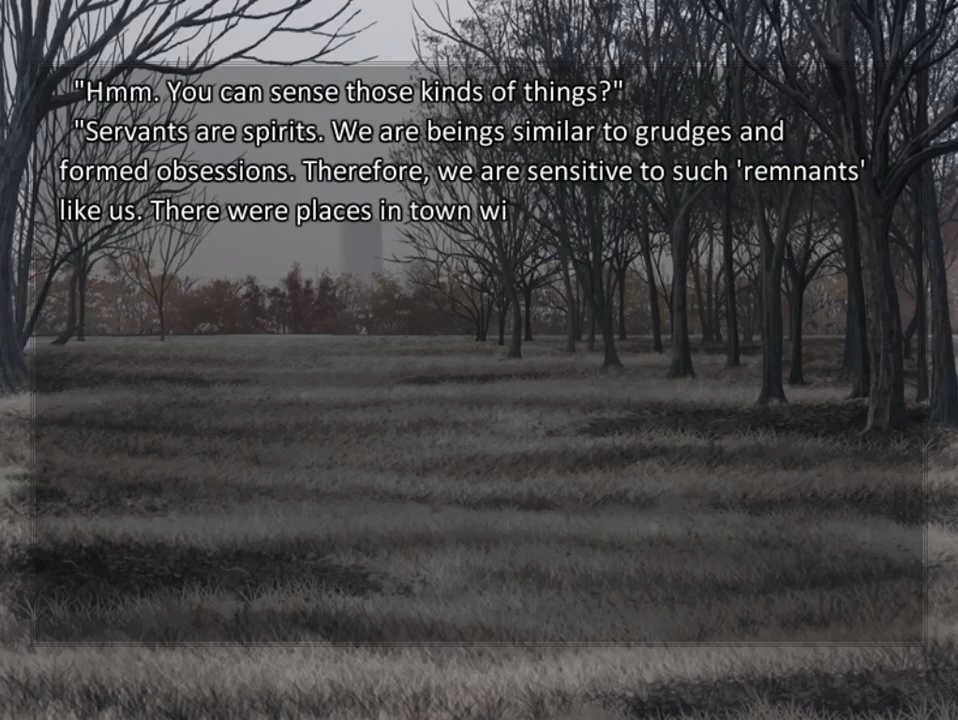 "Hmm. You can sense those kinds of things?"
"Servants are spirits. We are beings similar to grudges and
formed obsessions. Therefore, we are sensitive to such 'remnants'
like us. There were places in town wi